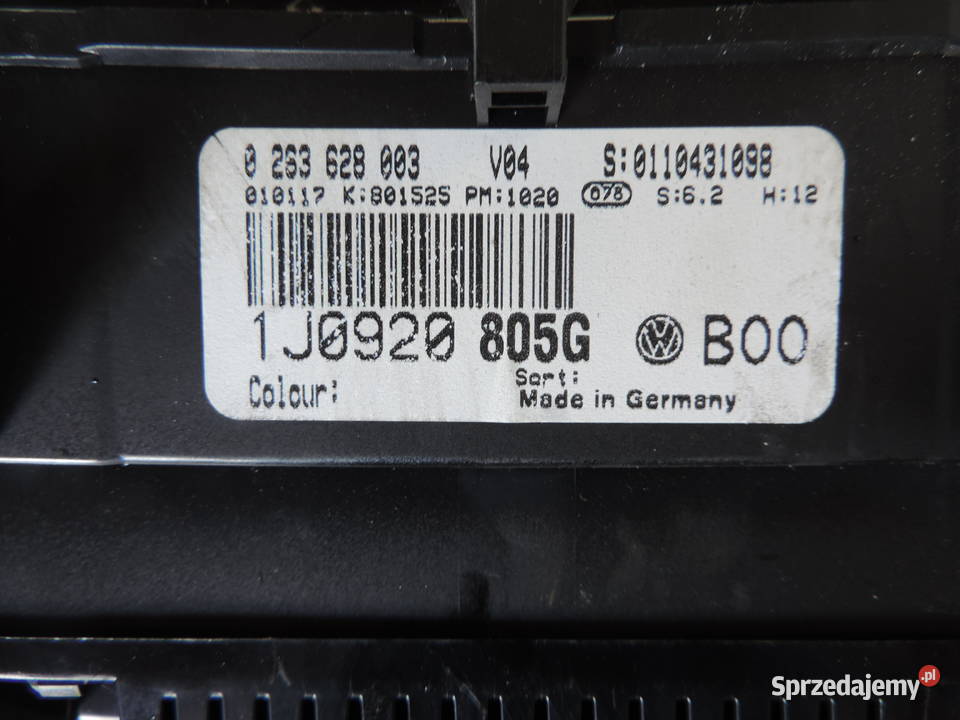 0 263 628 003 V04 S:0110431098
010117 K:801525 PM:1020 078 S:6.2 H:12
1J0920 805G VW B00
Sort:
Colour: Made in Germany
Sprzedajemy.pl